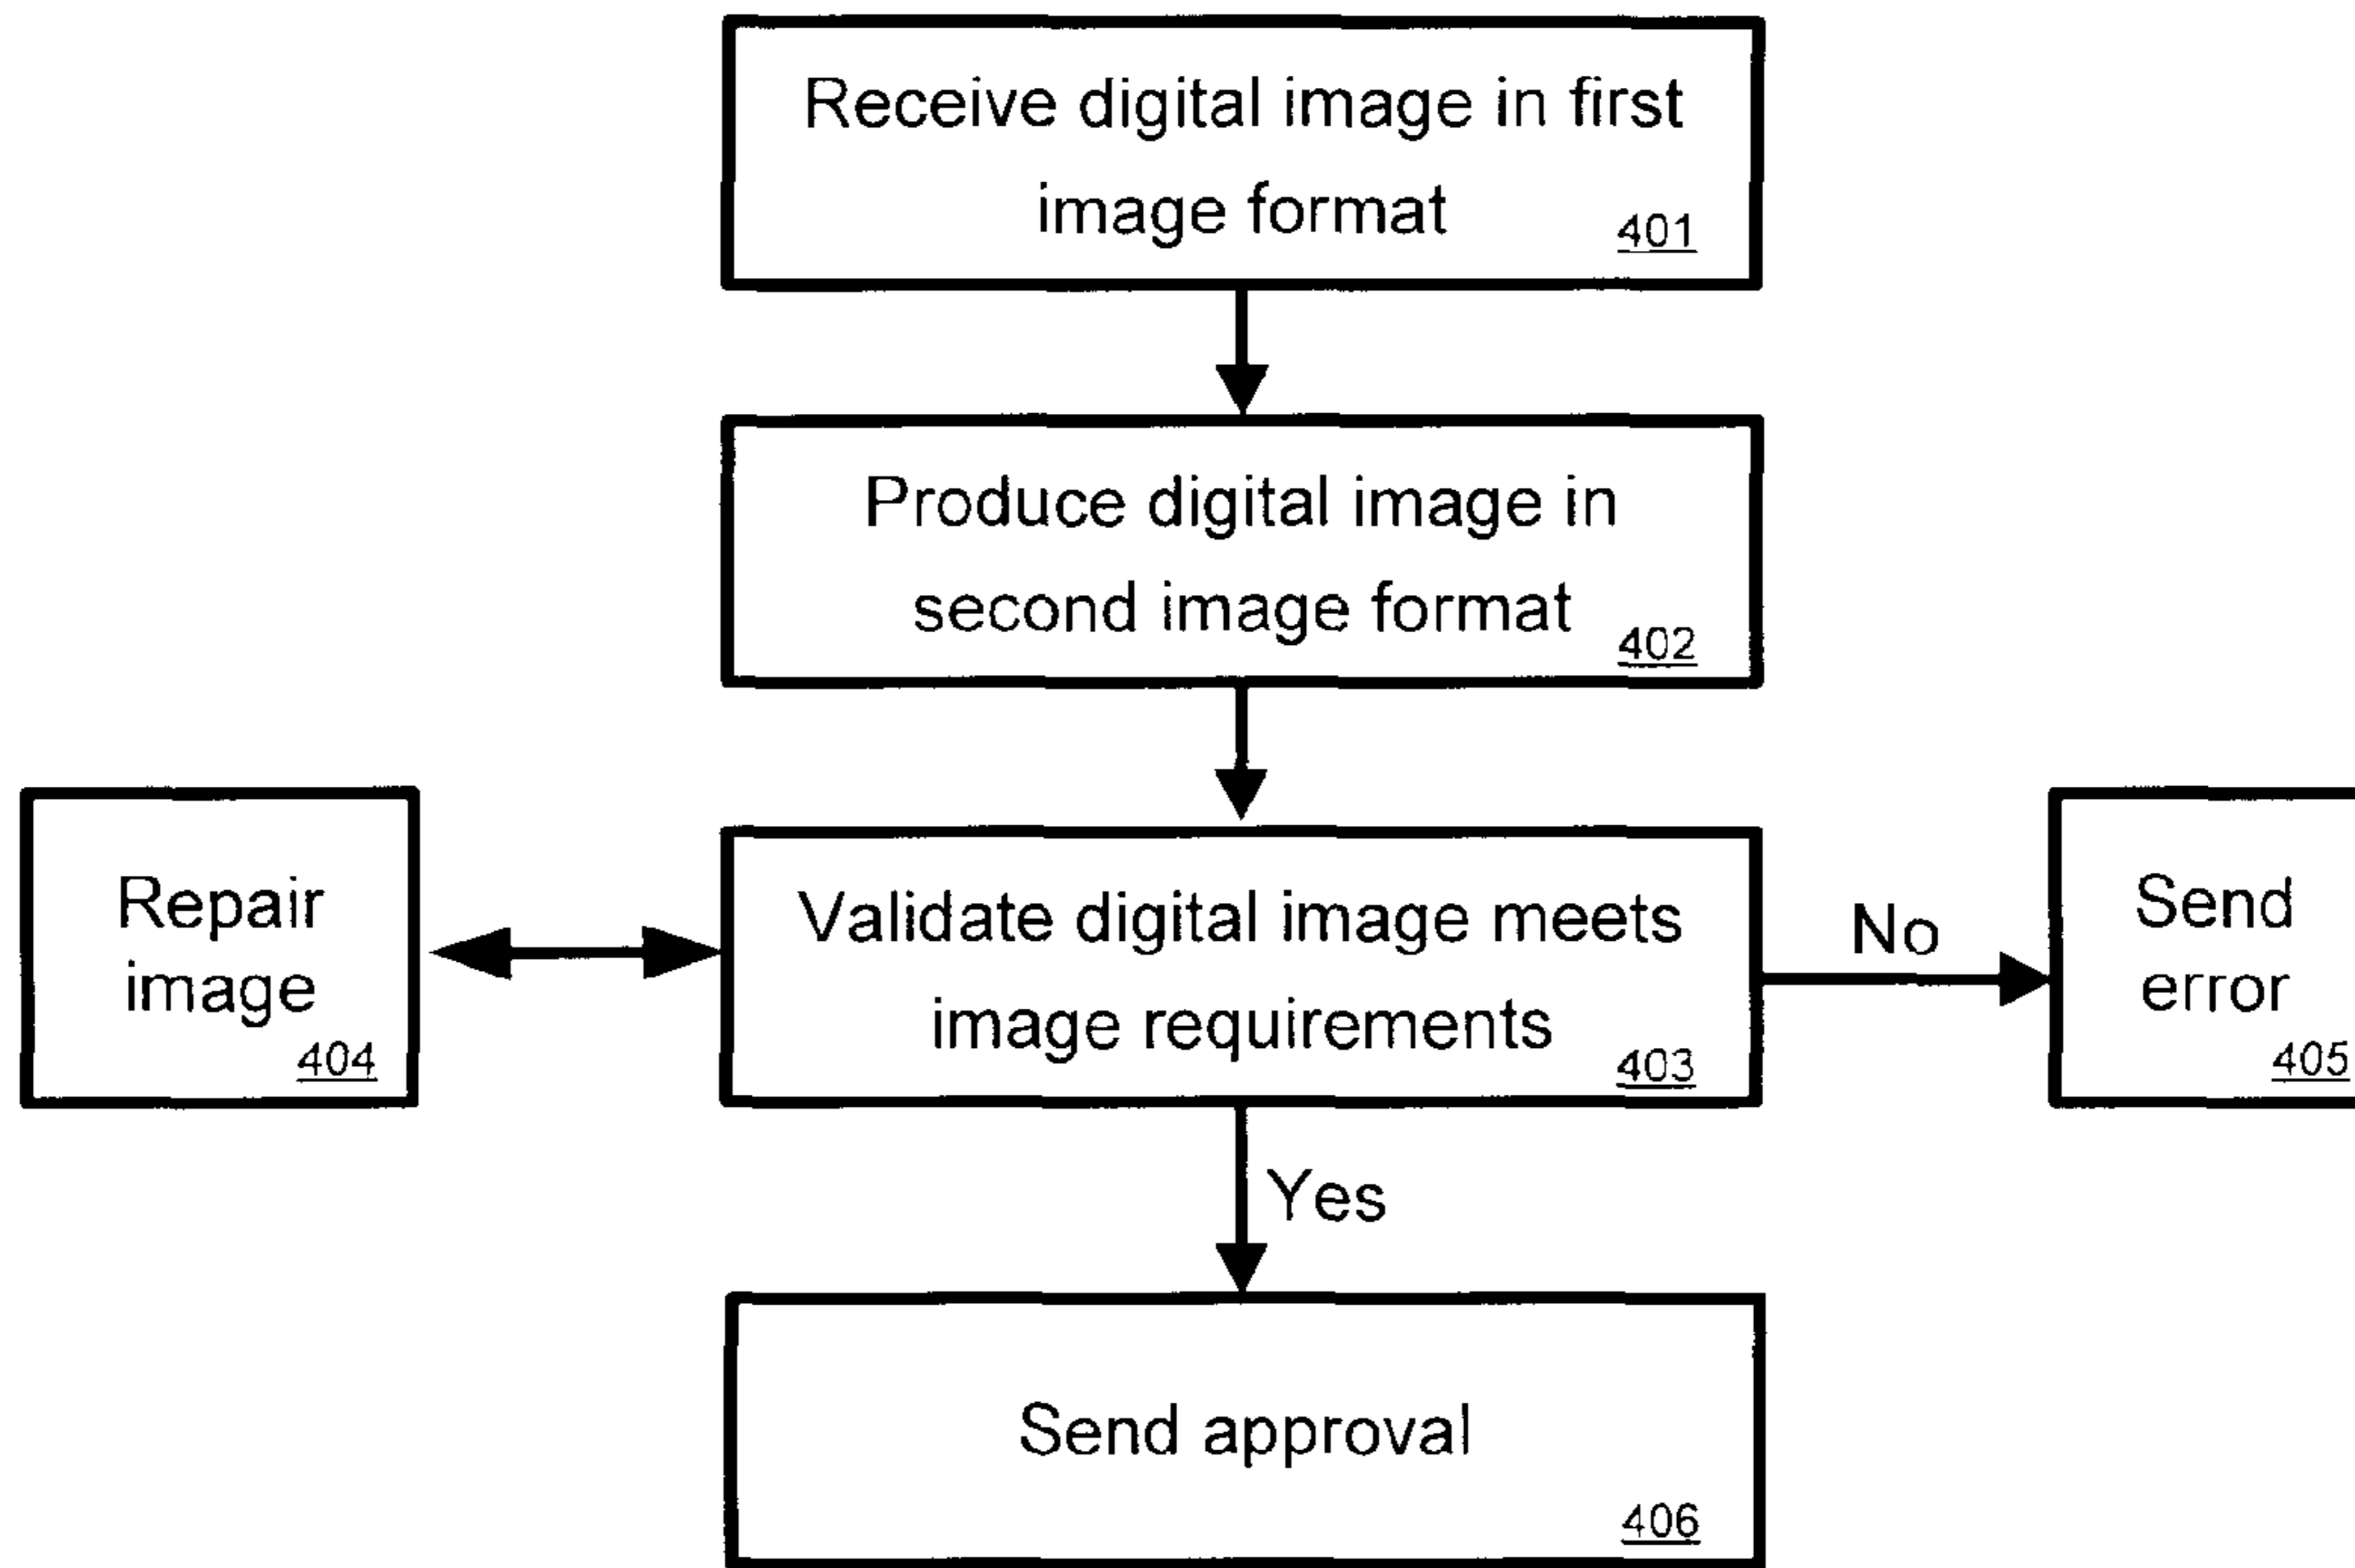 Receive digital image in first
image format
401
Produce digital image in
second image format
402
Repair
image
404
Validate digital image meets
image requirements
403
No
Send
error
405
Yes
Send approval
406